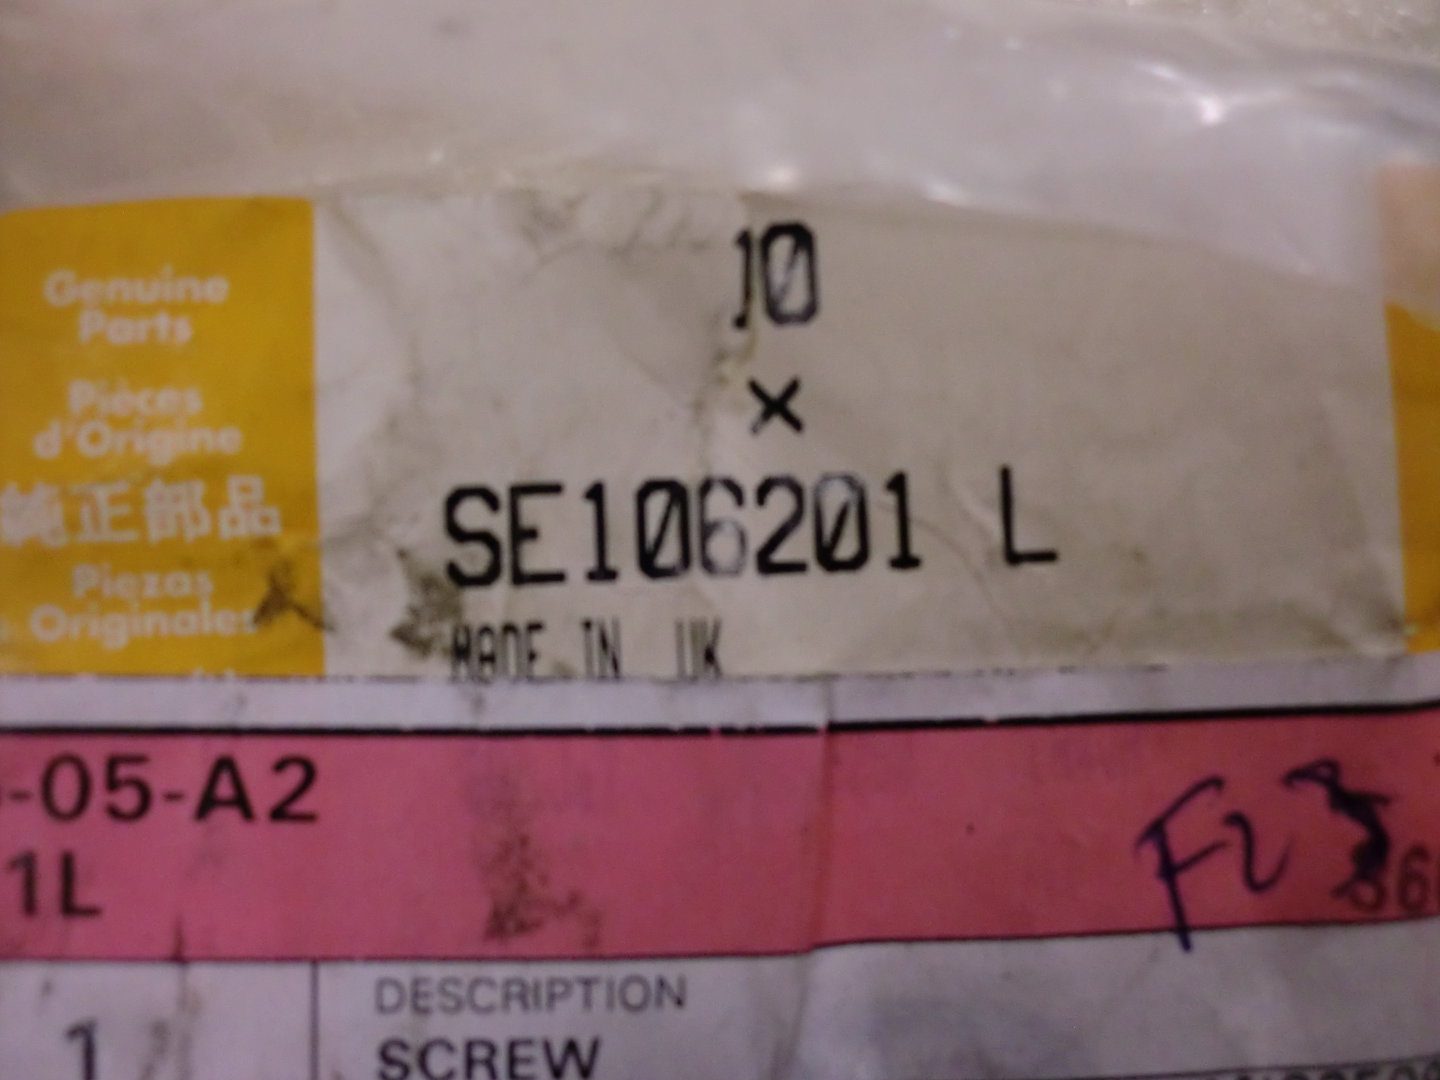 Genuine
Parts
Pièces
d'Origine
純正部品
Piezas
Originales
10
×
SE106201 L
MADE IN UK
-05-A2
1L
1
DESCRIPTION
SCREW